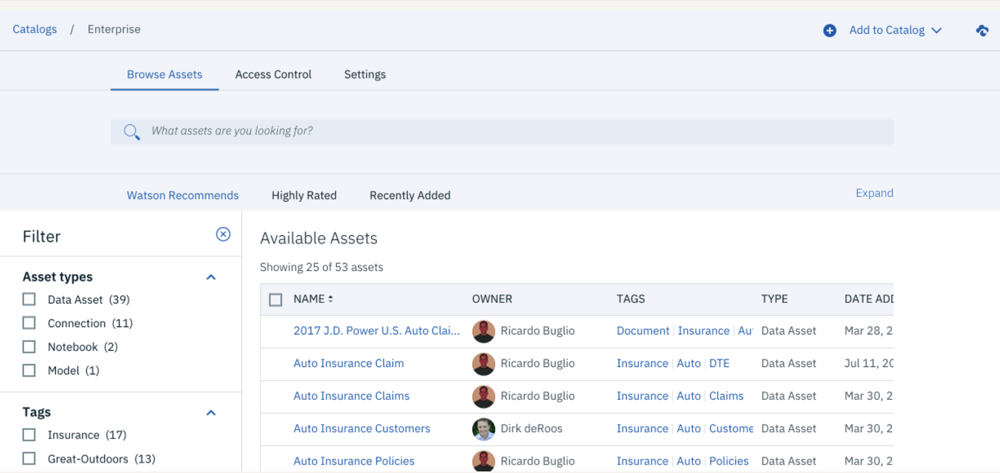 Catalogs / Enterprise
Add to Catalog
Browse Assets Access Control Settings
What assets are you looking for?
Watson Recommends Highly Rated Recently Added Expand
Filter
Asset types
Data Asset (39)
Connection (11)
Notebook (2)
Model (1)
Tags
Insurance (17)
Great-Outdoors (13)
Available Assets
Showing 25 of 53 assets
NAME OWNER TAGS TYPE DATE ADD
2017 J.D. Power U.S. Auto Clai... Ricardo Buglio Document | Insurance | Au Data Asset Mar 28, 2
Auto Insurance Claim Ricardo Buglio Insurance | Auto | DTE Data Asset Jul 11, 20
Auto Insurance Claims Ricardo Buglio Insurance | Auto | Claims Data Asset Mar 30, 2
Auto Insurance Customers Dirk deRoos Insurance | Auto | Custome Data Asset Mar 30, 2
Auto Insurance Policies Ricardo Buglio Insurance | Auto | Policies Data Asset Mar 30, 2